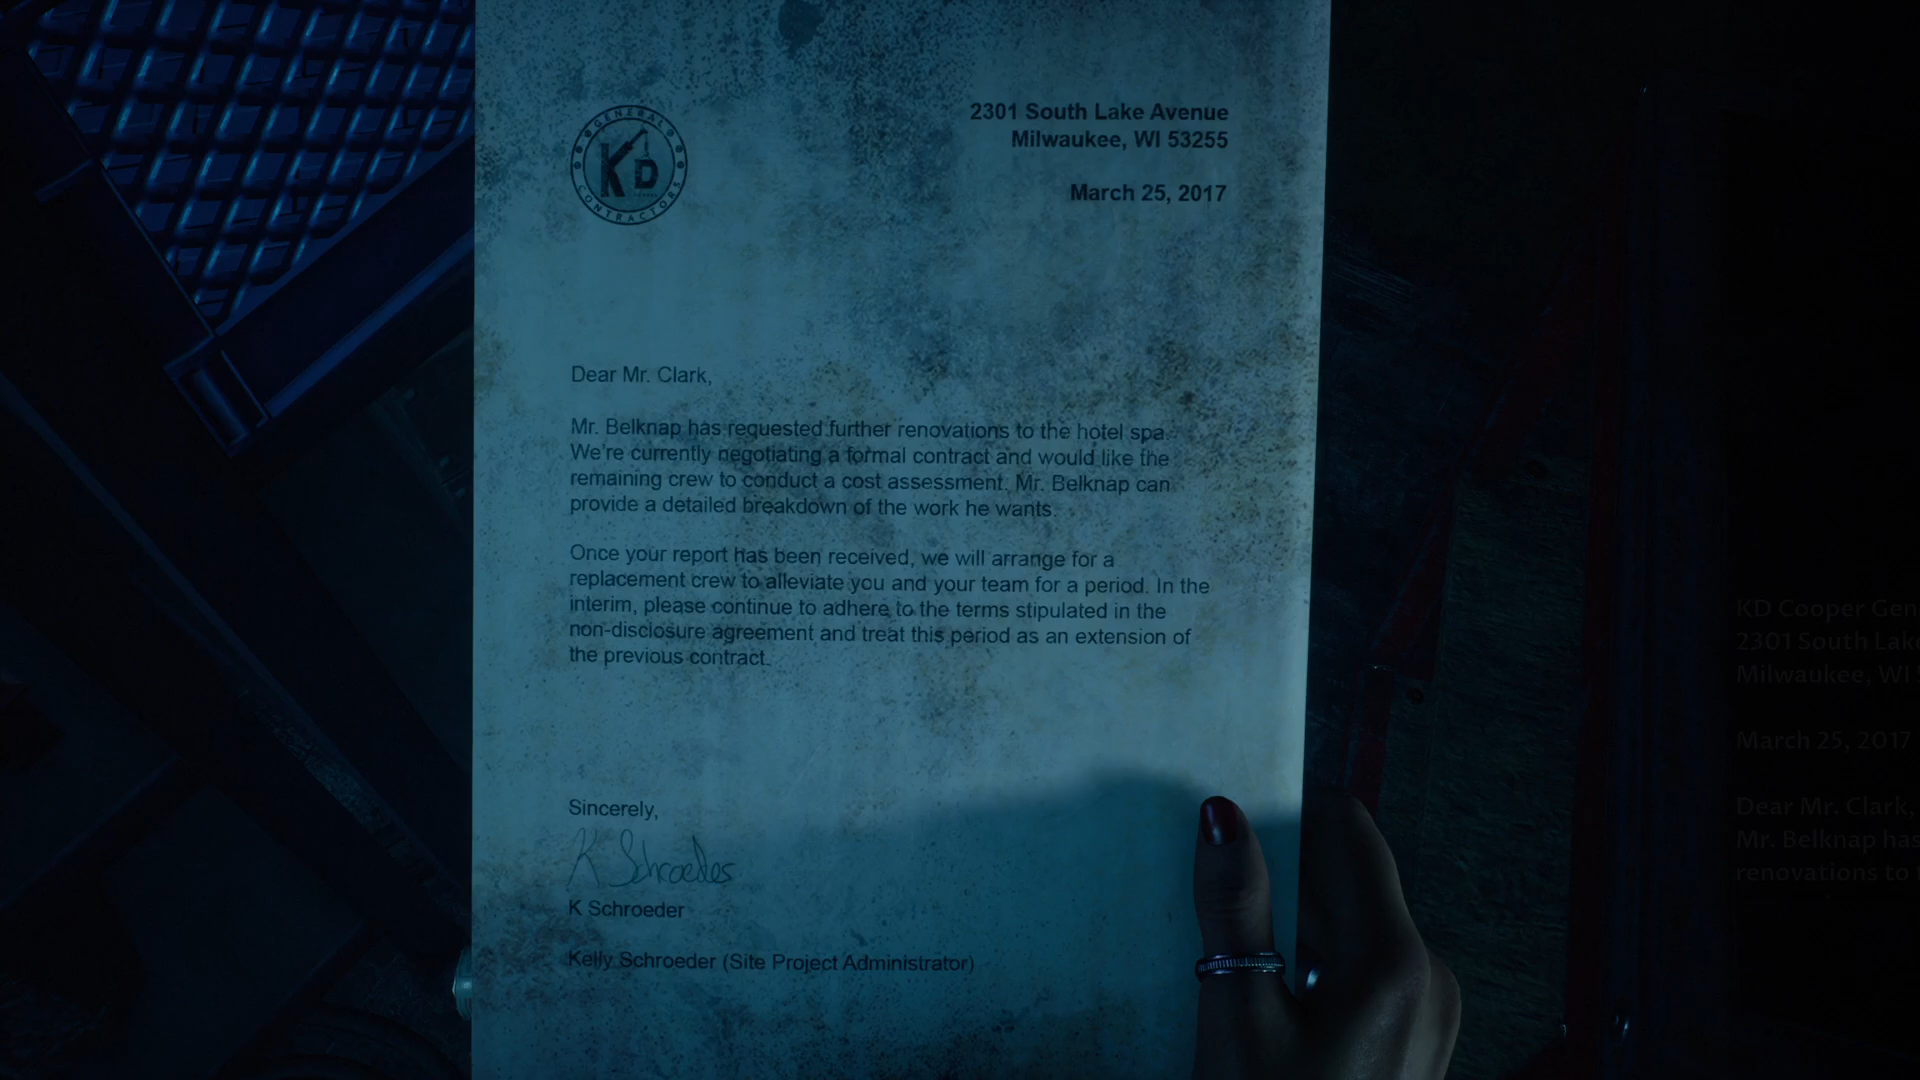 GENERAL
KD
CONTRACTORS
2301 South Lake Avenue
Milwaukee, WI 53255
March 25, 2017
Dear Mr. Clark,
Mr. Belknap has requested further renovations to the hotel spa.
We're currently negotiating a formal contract and would like the
remaining crew to conduct a cost assessment. Mr. Belknap can
provide a detailed breakdown of the work he wants.
Once your report has been received, we will arrange for a
replacement crew to alleviate you and your team for a period. In the
interim, please continue to adhere to the terms stipulated in the
non-disclosure agreement and treat this period as an extension of
the previous contract.
Sincerely,
K Schroeder
K Schroeder
Kelly Schroeder (Site Project Administrator)
KD Cooper Gen
2301 South Lake
Milwaukee, WI
March 25, 2017
Dear Mr. Clark,
Mr. Belknap has
renovations to